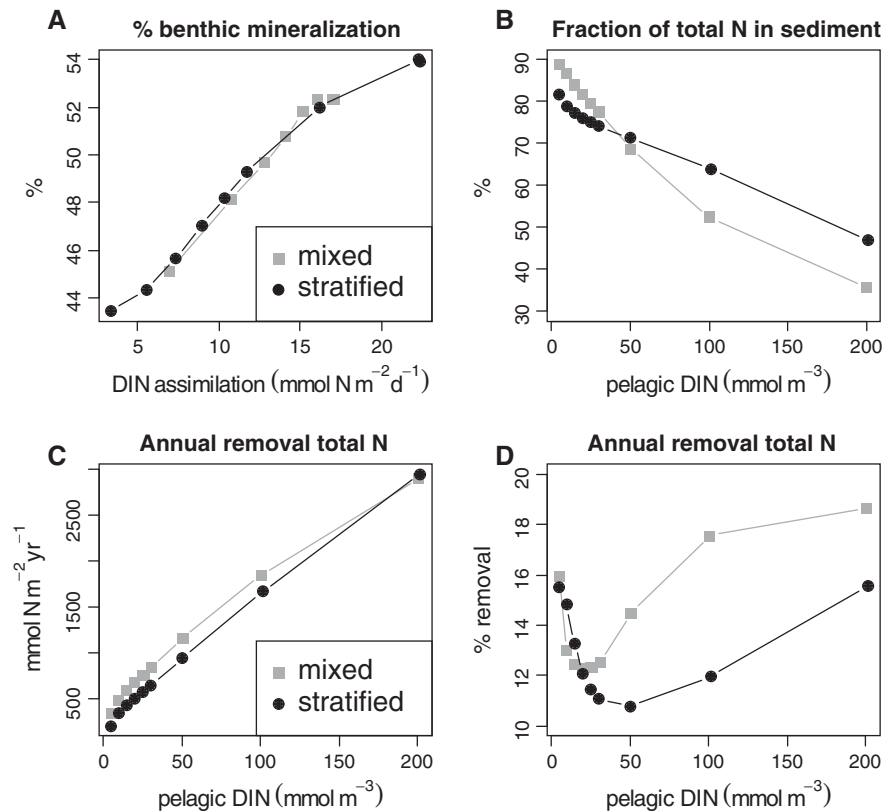 A % benthic mineralization
%
44 46 48 50 52 54
5 10 15 20
DIN assimilation (mmol N m−2 d−1)
mixed
stratified
B Fraction of total N in sediment
%
30 40 50 60 70 80 90
0 50 100 150 200
pelagic DIN (mmol m−3)
C Annual removal total N
mmol N m−2 yr−1
500 1500 2500
0 50 100 150 200
pelagic DIN (mmol m−3)
mixed
stratified
D Annual removal total N
% removal
10 12 14 16 18 20
0 50 100 150 200
pelagic DIN (mmol m−3)